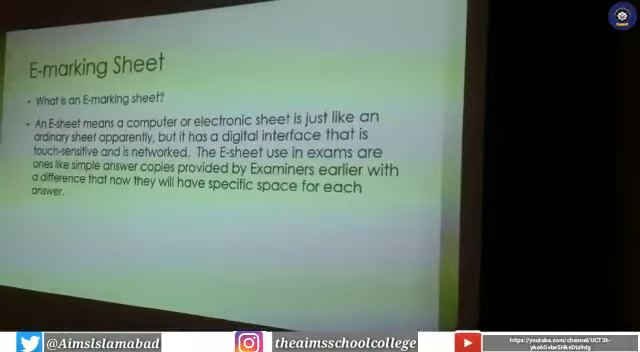 E-marking Sheet
• What is an E-marking sheet?
• An E-sheet means a computer or electronic sheet is just like an
ordinary sheet apparently, but it has a digital interface that is
touch-sensitive and is networked. The E-sheet use in exams are
ones like simple answer copies provided by Examiners earlier with
a difference that now they will have specific space for each
answer.
@AimsIslamabad
theaimsschoolcollege